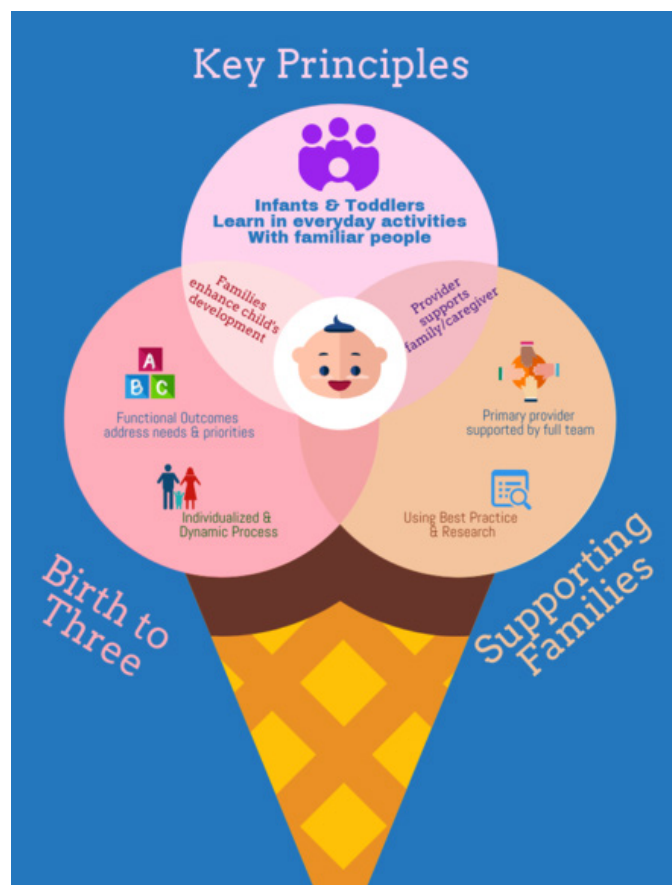 Key Principles
Infants & Toddlers
Learn in everyday activities
With familiar people
Families
enhance child's
development
Provider
supports
family/caregiver
A
B C
Functional Outcomes
address needs & priorities
Primary provider
supported by full team
Individualized &
Dynamic Process
Using Best Practice
& Research
Birth to
Three
Supporting
Families